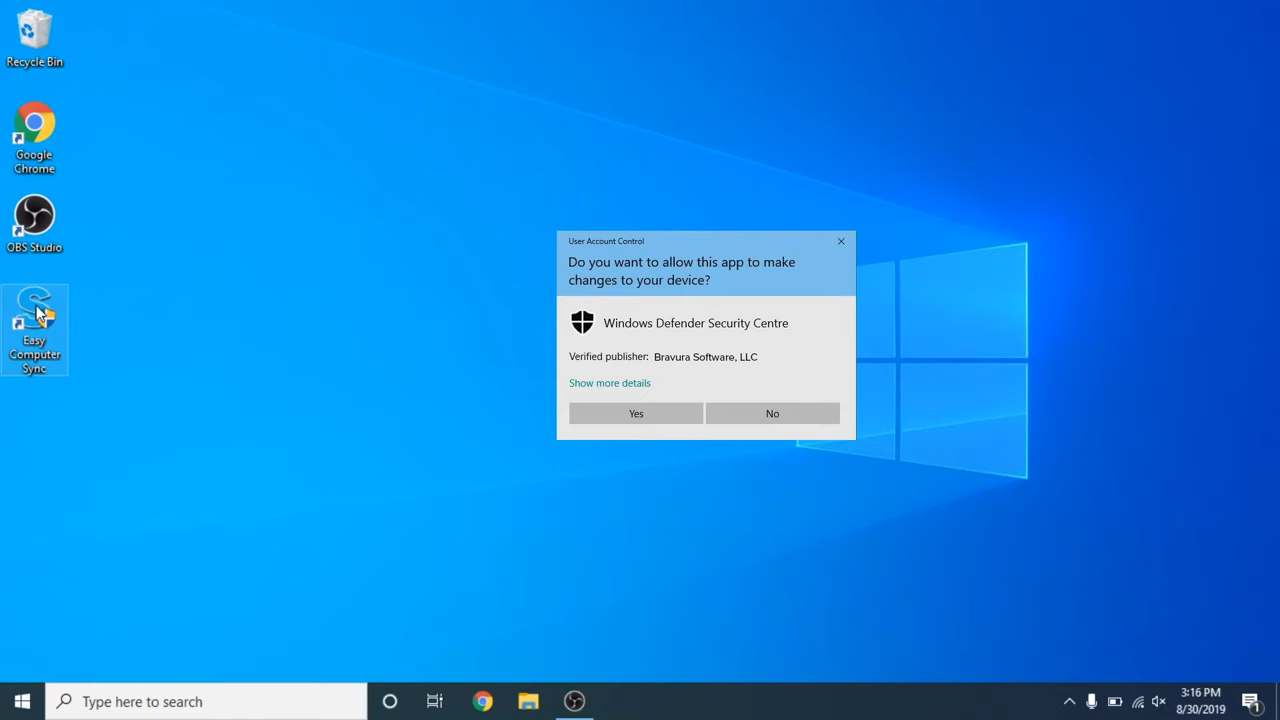 Recycle Bin
Google
Chrome
OBS Studio
Easy
Computer
Sync
User Account Control
Do you want to allow this app to make
changes to your device?
Windows Defender Security Centre
Verified publisher: Bravura Software, LLC
Show more details
Yes No
Type here to search
3:16 PM
8/30/2019
1